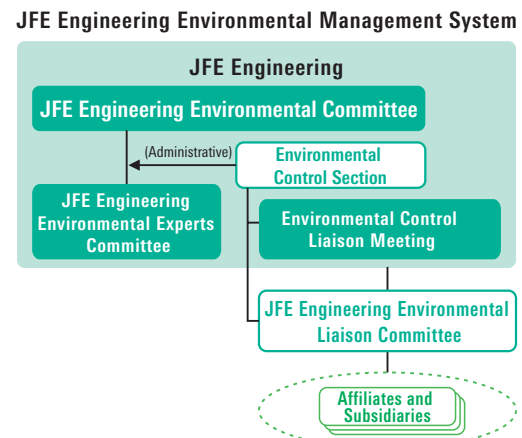 JFE Engineering Environmental Management System
JFE Engineering
JFE Engineering Environmental Committee
(Administrative)
Environmental
Control Section
JFE Engineering
Environmental Experts
Committee
Environmental Control
Liaison Meeting
JFE Engineering Environmental
Liaison Committee
Affiliates and
Subsidiaries